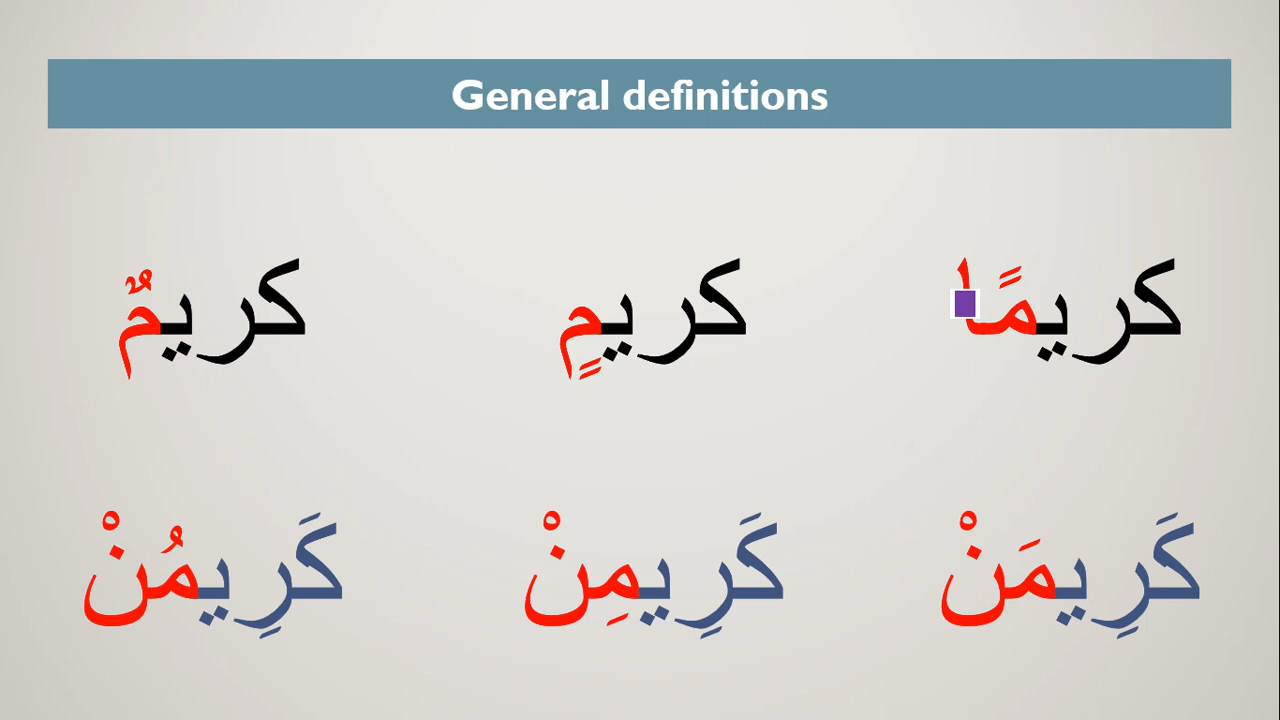 General definitions
كريمًا كريمٍ كريمٌ
كَرِيمَنْ كَرِيمِنْ كَرِيمُنْ